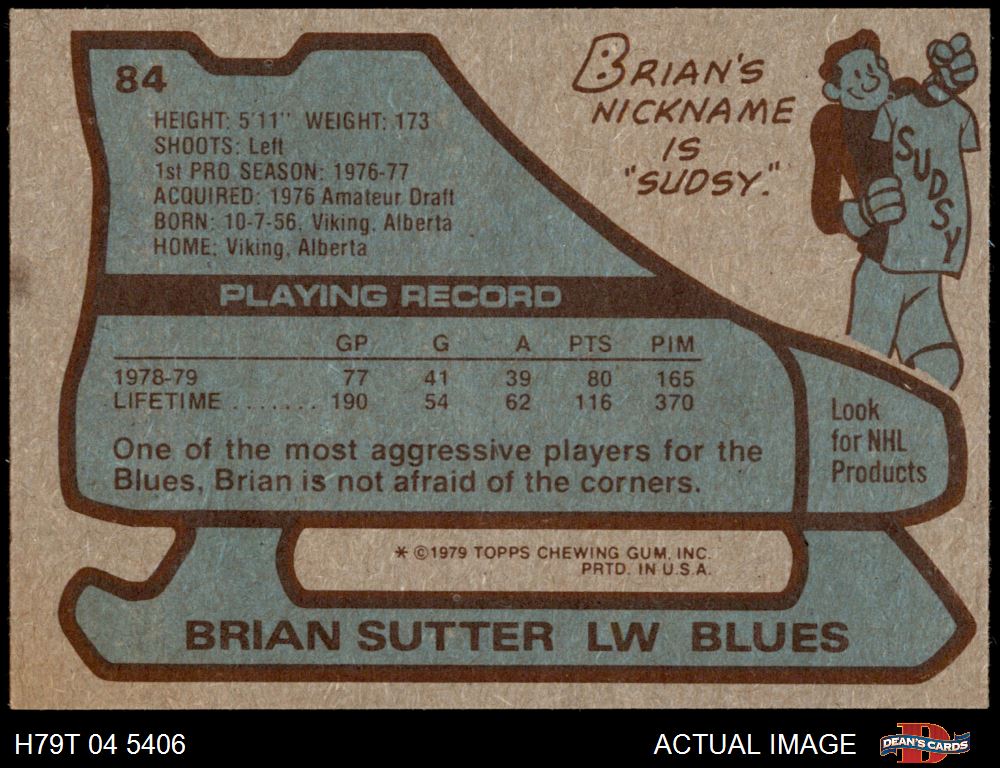 84
HEIGHT: 5'11" WEIGHT: 173
SHOOTS: Left
1st PRO SEASON: 1976-77
ACQUIRED: 1976 Amateur Draft
BORN: 10-7-56, Viking, Alberta
HOME: Viking, Alberta
BRIAN'S
NICKNAME
IS
"SUDSY."
SUDSY
PLAYING RECORD
GP G A PTS PIM
1978-79 77 41 39 80 165
LIFETIME ....... 190 54 62 116 370
One of the most aggressive players for the
Blues, Brian is not afraid of the corners.
Look
for NHL
Products
* ©1979 TOPPS CHEWING GUM, INC.
PRTD. IN U.S.A.
BRIAN SUTTER LW BLUES
H79T 04 5406
ACTUAL IMAGE
DEAN'S CARDS